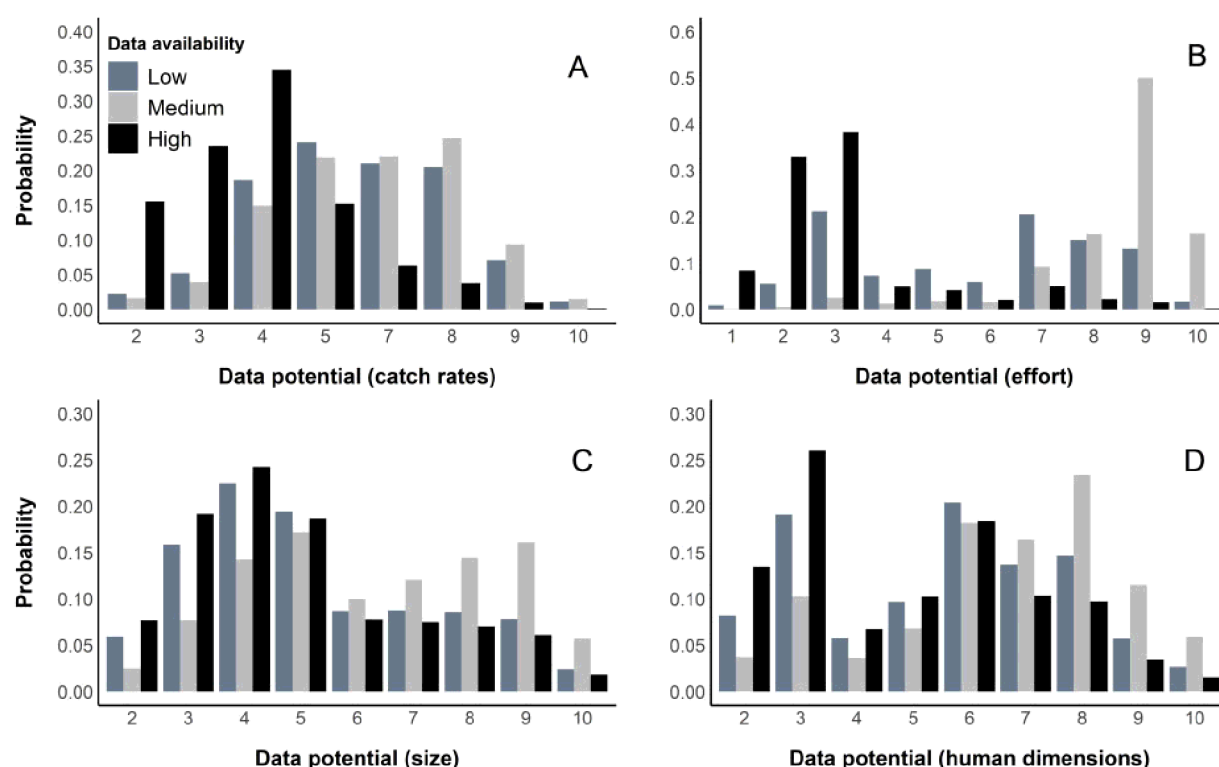 A
Data availability
Low
Medium
High
Probability
0.40
0.35
0.30
0.25
0.20
0.15
0.10
0.05
0.00
2 3 4 5 7 8 9 10
Data potential (catch rates)
B
0.6
0.5
0.4
0.3
0.2
0.1
0.0
1 2 3 4 5 6 7 8 9 10
Data potential (effort)
C
Probability
0.30
0.25
0.20
0.15
0.10
0.05
0.00
2 3 4 5 6 7 8 9 10
Data potential (size)
D
0.30
0.25
0.20
0.15
0.10
0.05
0.00
2 3 4 5 6 7 8 9 10
Data potential (human dimensions)